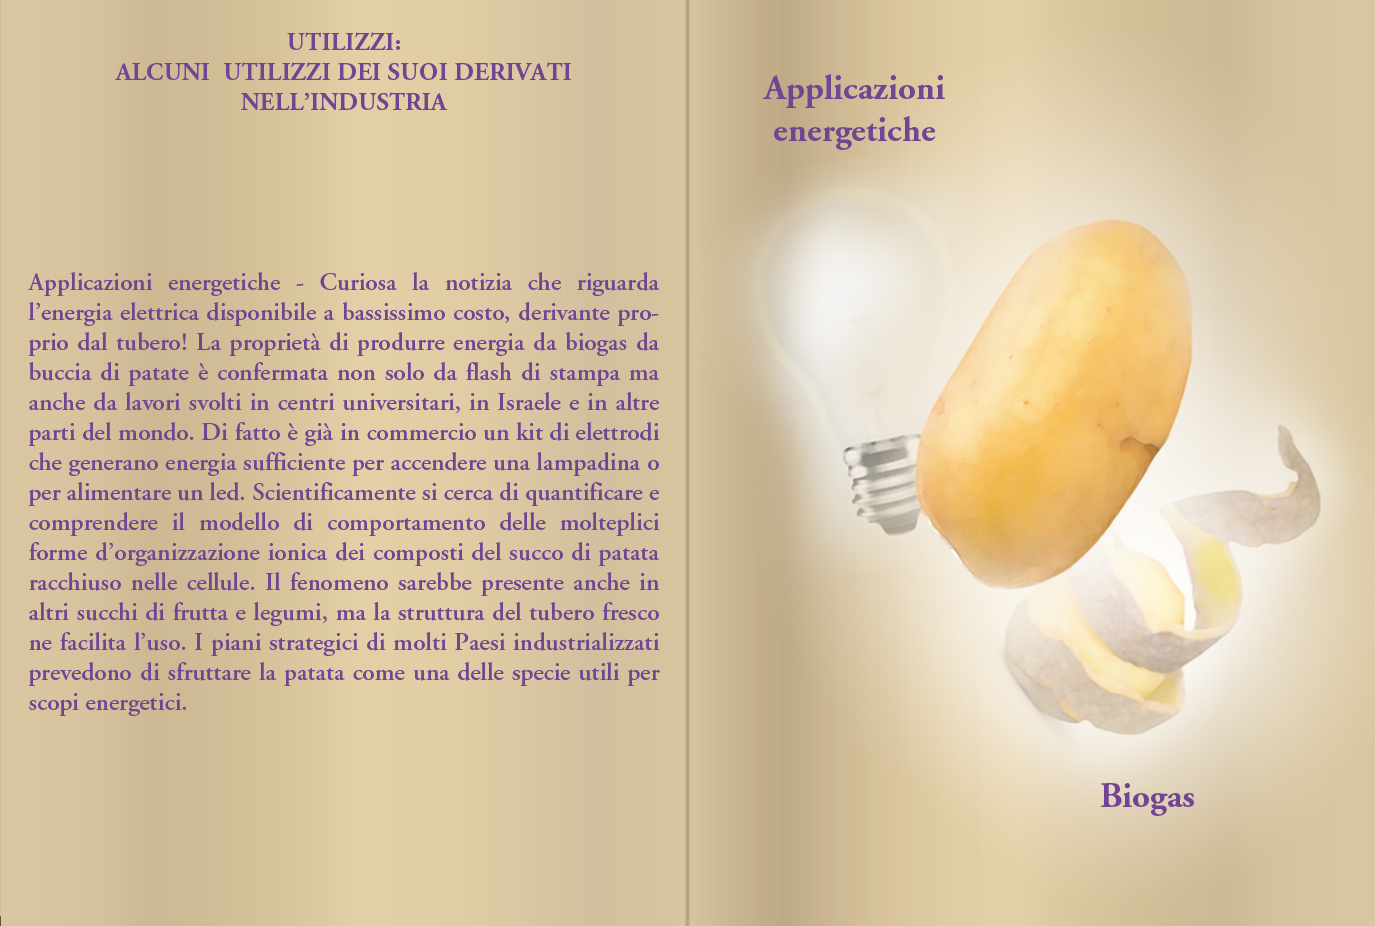 UTILIZZI:
ALCUNI UTILIZZI DEI SUOI DERIVATI
NELL’INDUSTRIA
Applicazioni energetiche - Curiosa la notizia che riguarda
l’energia elettrica disponibile a bassissimo costo, derivante pro-
prio dal tubero! La proprietà di produrre energia da biogas da
buccia di patate è confermata non solo da flash di stampa ma
anche da lavori svolti in centri universitari, in Israele e in altre
parti del mondo. Di fatto è già in commercio un kit di elettrodi
che generano energia sufficiente per accendere una lampadina o
per alimentare un led. Scientificamente si cerca di quantificare e
comprendere il modello di comportamento delle molteplici
forme d’organizzazione ionica dei composti del succo di patata
racchiuso nelle cellule. Il fenomeno sarebbe presente anche in
altri succhi di frutta e legumi, ma la struttura del tubero fresco
ne facilita l’uso. I piani strategici di molti Paesi industrializzati
prevedono di sfruttare la patata come una delle specie utili per
scopi energetici.
Applicazioni
energetiche
Biogas